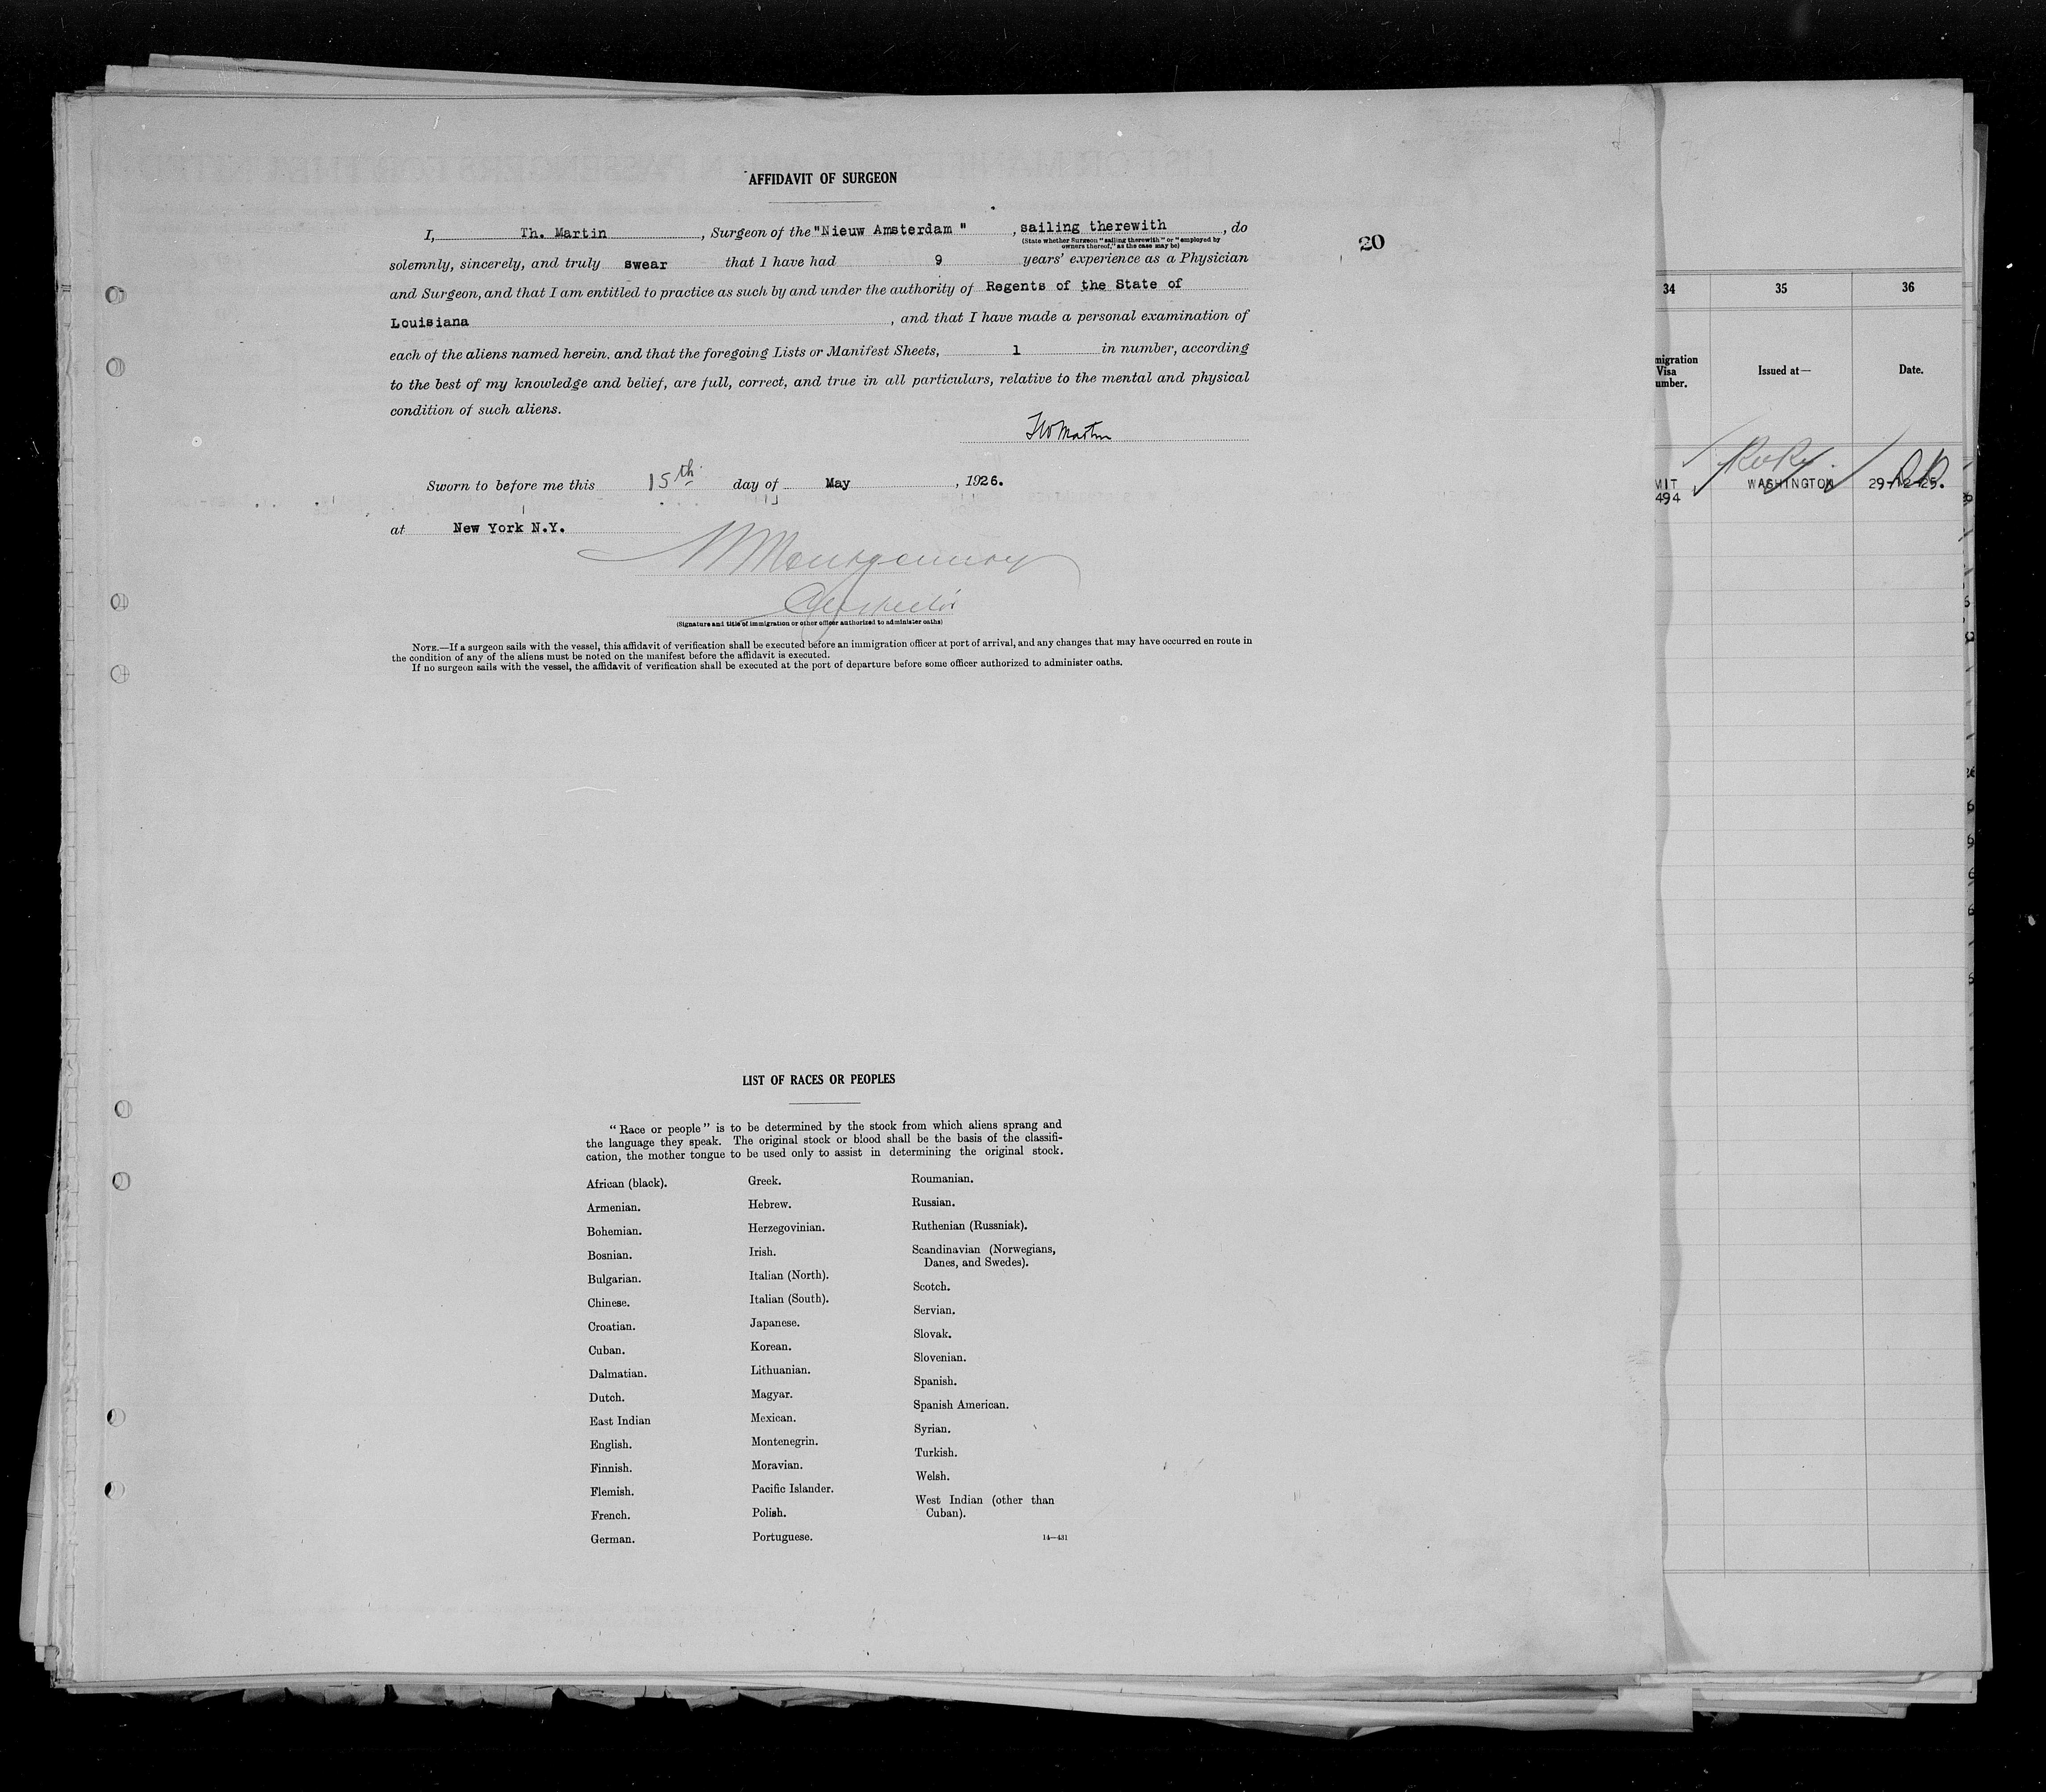 AFFIDAVIT OF SURGEON
I, Th. Martin, Surgeon of the "Nieuw Amsterdam", sailing therewith, do
(State whether Surgeon "sailing therewith" or "employed by
owners thereof," as the case may be)
20
solemnly, sincerely, and truly swear that I have had 9 years' experience as a Physician
and Surgeon, and that I am entitled to practice as such by and under the authority of Regents of the State of
Louisiana, and that I have made a personal examination of
each of the aliens named herein, and that the foregoing Lists or Manifest Sheets, 1 in number, according
to the best of my knowledge and belief, are full, correct, and true in all particulars, relative to the mental and physical
condition of such aliens.
Martin
Sworn to before me this 15th day of May, 1926.
at New York N.Y.
Montgomery
Inspector
(Signature and title of immigration or other officer authorized to administer oaths)
NOTE.—If a surgeon sails with the vessel, this affidavit of verification shall be executed before an immigration officer at port of arrival, and any changes that may have occurred en route in
the condition of any of the aliens must be noted on the manifest before the affidavit is executed.
If no surgeon sails with the vessel, the affidavit of verification shall be executed at the port of departure before some officer authorized to administer oaths.
LIST OF RACES OR PEOPLES
"Race or people" is to be determined by the stock from which aliens sprang and
the language they speak. The original stock or blood shall be the basis of the classifi-
cation, the mother tongue to be used only to assist in determining the original stock.
African (black).
Armenian.
Bohemian.
Bosnian.
Bulgarian.
Chinese.
Croatian.
Cuban.
Dalmatian.
Dutch.
East Indian
English.
Finnish.
Flemish.
French.
German.
Greek.
Hebrew.
Herzegovinian.
Irish.
Italian (North).
Italian (South).
Japanese.
Korean.
Lithuanian.
Magyar.
Mexican.
Montenegrin.
Moravian.
Pacific Islander.
Polish.
Portuguese.
Roumanian.
Russian.
Ruthenian (Russniak).
Scandinavian (Norwegians,
Danes, and Swedes).
Scotch.
Servian.
Slovak.
Slovenian.
Spanish.
Spanish American.
Syrian.
Turkish.
Welsh.
West Indian (other than
Cuban).
14—431
34 35 36
migration
Visa
umber.
Issued at—
Date.
MIT
494
WASHINGTON
29-12-25.